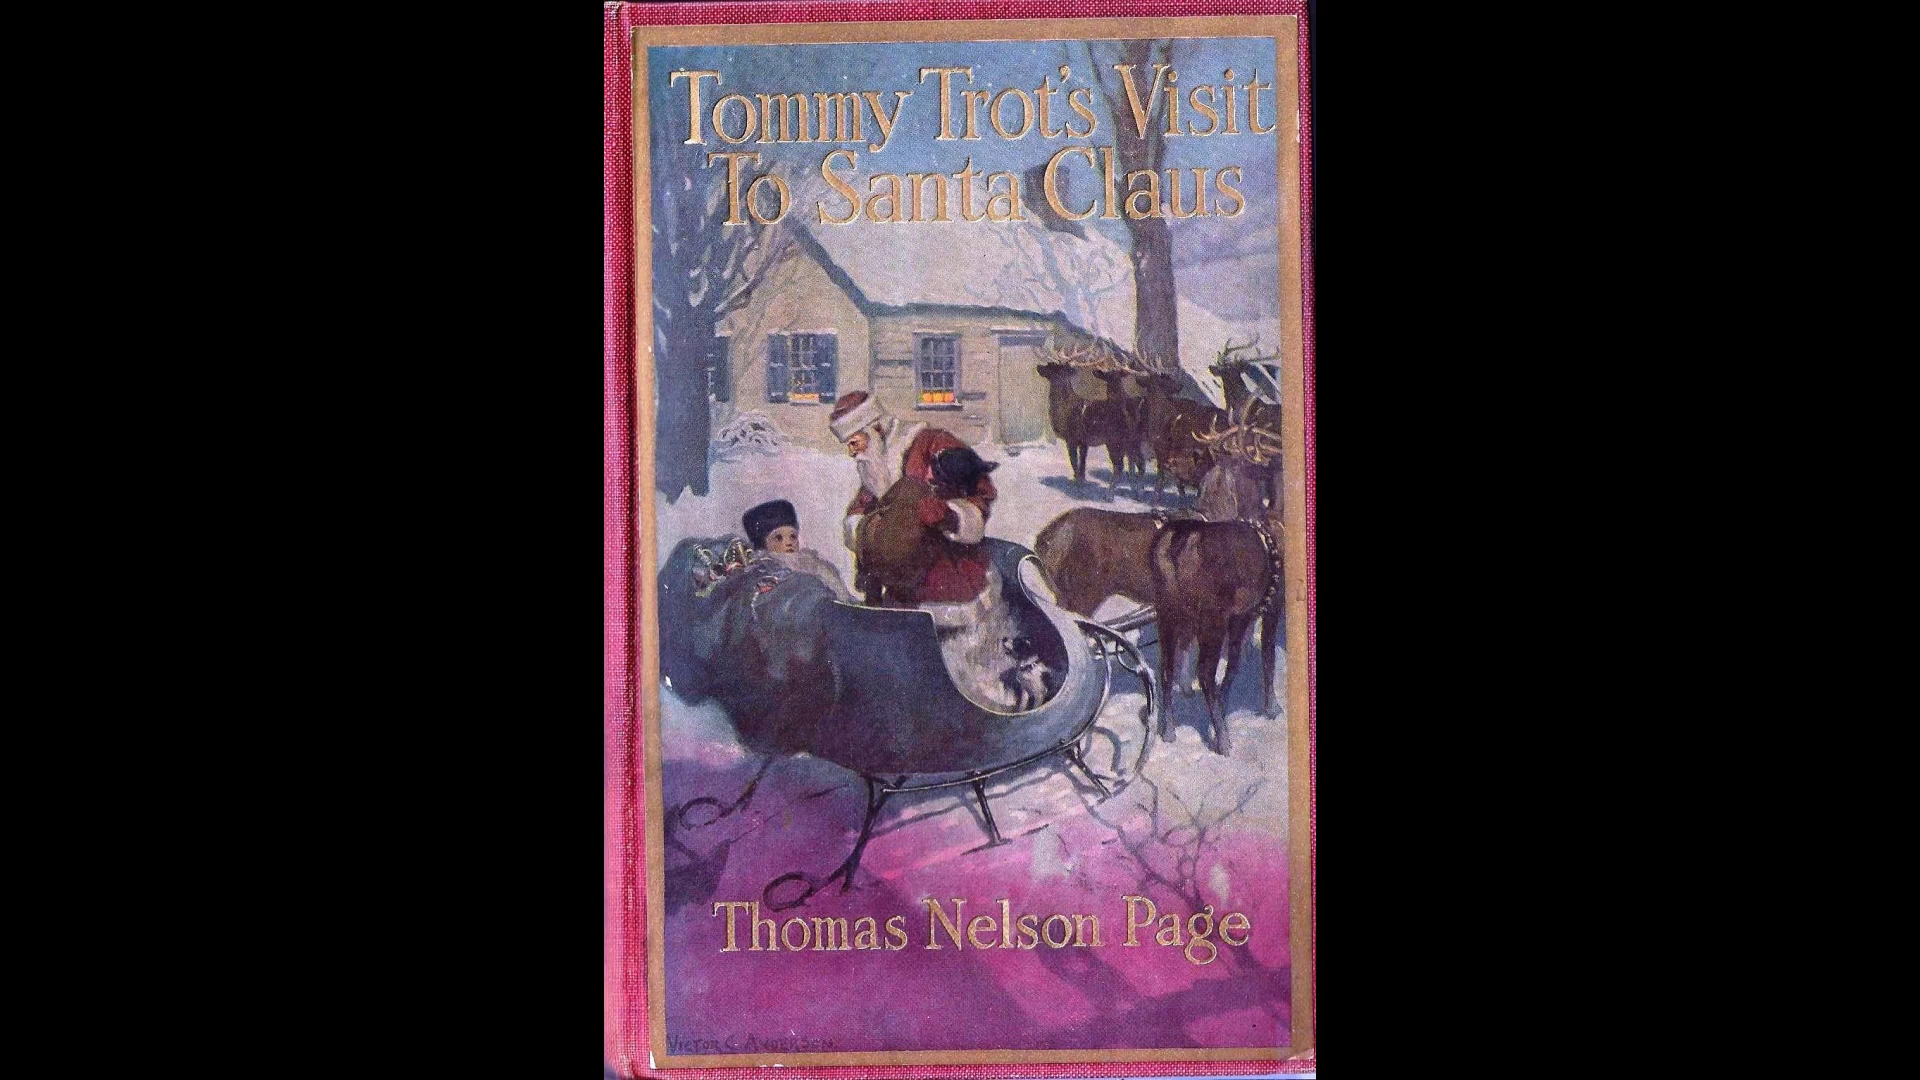 Tommy Trot's Visit
To Santa Claus
Thomas Nelson Page
Victor C. Anderson